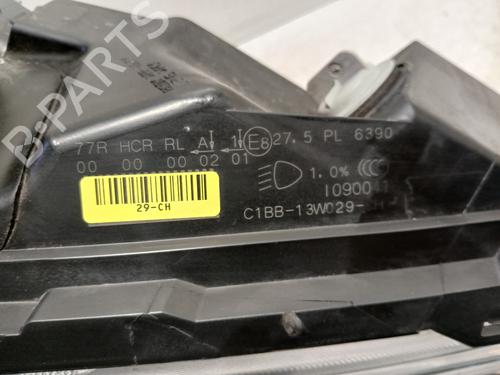 77R HCR RL A 1 E8 27.5 PL 6390
00 00 00 02 01
1.0% CCC
C1BB-13W029-
29-CH
B-PARTS